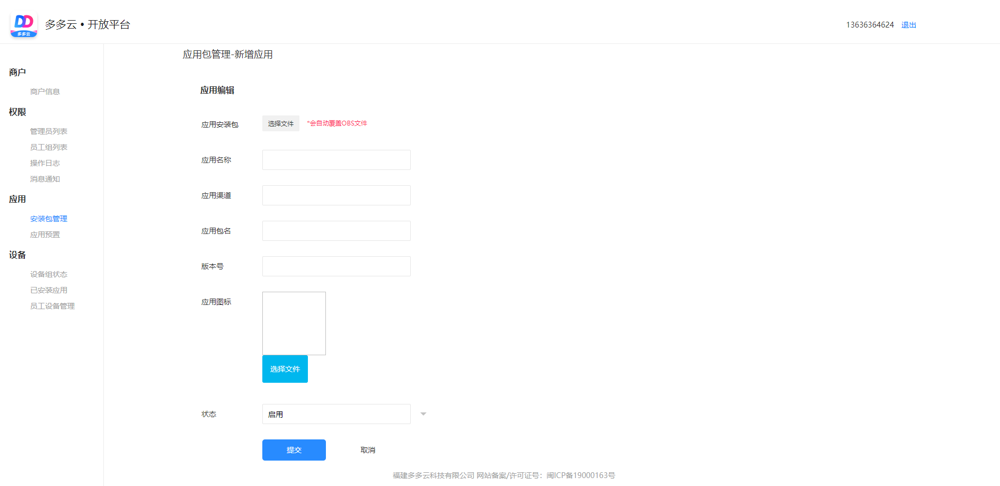 DD
多多云
多多云 • 开放平台
13636364624 退出
商户
商户信息
权限
管理员列表
员工组列表
操作日志
消息通知
应用
安装包管理
应用预置
设备
设备组状态
已安装应用
员工设备管理
应用包管理-新增应用
应用编辑
应用安装包 选择文件 *会自动覆盖OBS文件
应用名称
应用渠道
应用包名
版本号
应用图标
选择文件
状态 启用
提交 取消
福建多多云科技有限公司 网站备案/许可证号：闽ICP备19000163号